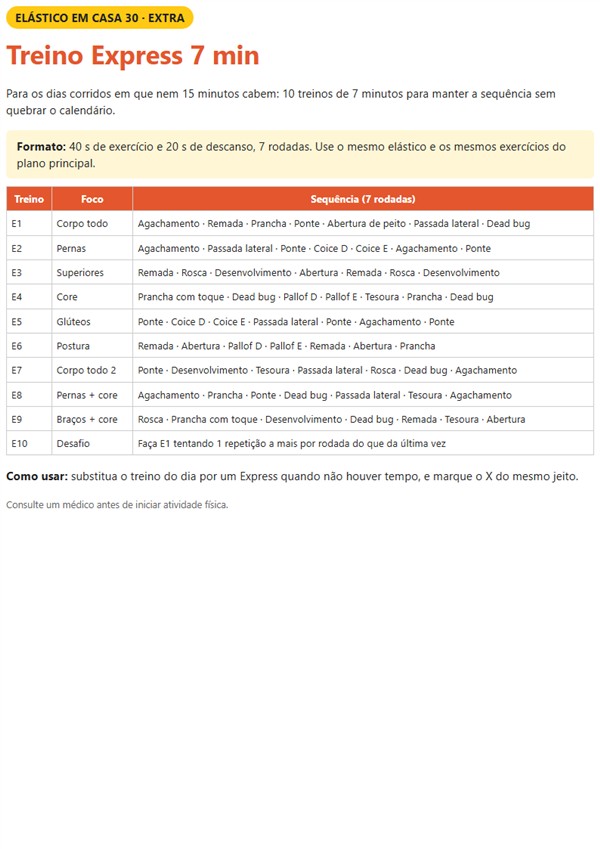 ELÁSTICO EM CASA 30 · EXTRA
Treino Express 7 min
Para os dias corridos em que nem 15 minutos cabem: 10 treinos de 7 minutos para manter a sequência sem
quebrar o calendário.
Formato: 40 s de exercício e 20 s de descanso, 7 rodadas. Use o mesmo elástico e os mesmos exercícios do
plano principal.
Treino Foco Sequência (7 rodadas)
E1 Corpo todo Agachamento · Remada · Prancha · Ponte · Abertura de peito · Passada lateral · Dead bug
E2 Pernas Agachamento · Passada lateral · Ponte · Coice D · Coice E · Agachamento · Ponte
E3 Superiores Remada · Rosca · Desenvolvimento · Abertura · Remada · Rosca · Desenvolvimento
E4 Core Prancha com toque · Dead bug · Pallof D · Pallof E · Tesoura · Prancha · Dead bug
E5 Glúteos Ponte · Coice D · Coice E · Passada lateral · Ponte · Agachamento · Ponte
E6 Postura Remada · Abertura · Pallof D · Pallof E · Remada · Abertura · Prancha
E7 Corpo todo 2 Ponte · Desenvolvimento · Tesoura · Passada lateral · Rosca · Dead bug · Agachamento
E8 Pernas + core Agachamento · Prancha · Ponte · Dead bug · Passada lateral · Tesoura · Agachamento
E9 Braços + core Rosca · Prancha com toque · Desenvolvimento · Dead bug · Remada · Tesoura · Abertura
E10 Desafio Faça E1 tentando 1 repetição a mais por rodada do que da última vez
Como usar: substitua o treino do dia por um Express quando não houver tempo, e marque o X do mesmo jeito.
Consulte um médico antes de iniciar atividade física.